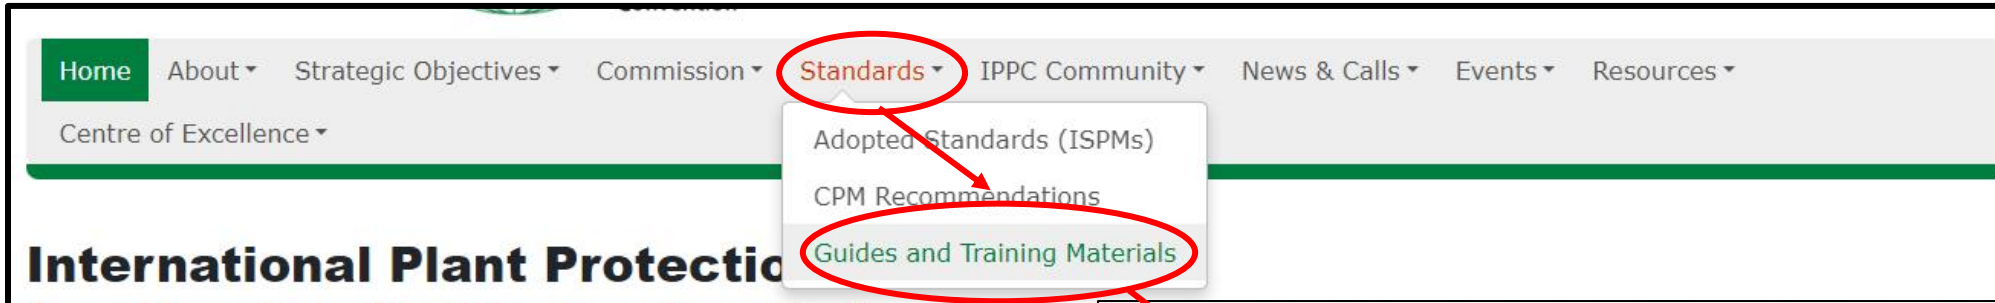 Home About Strategic Objectives Commission Standards IPPC Community News & Calls Events Resources
Centre of Excellence
Adopted Standards (ISPMs)
CPM Recommendations
Guides and Training Materials
International Plant Protectio